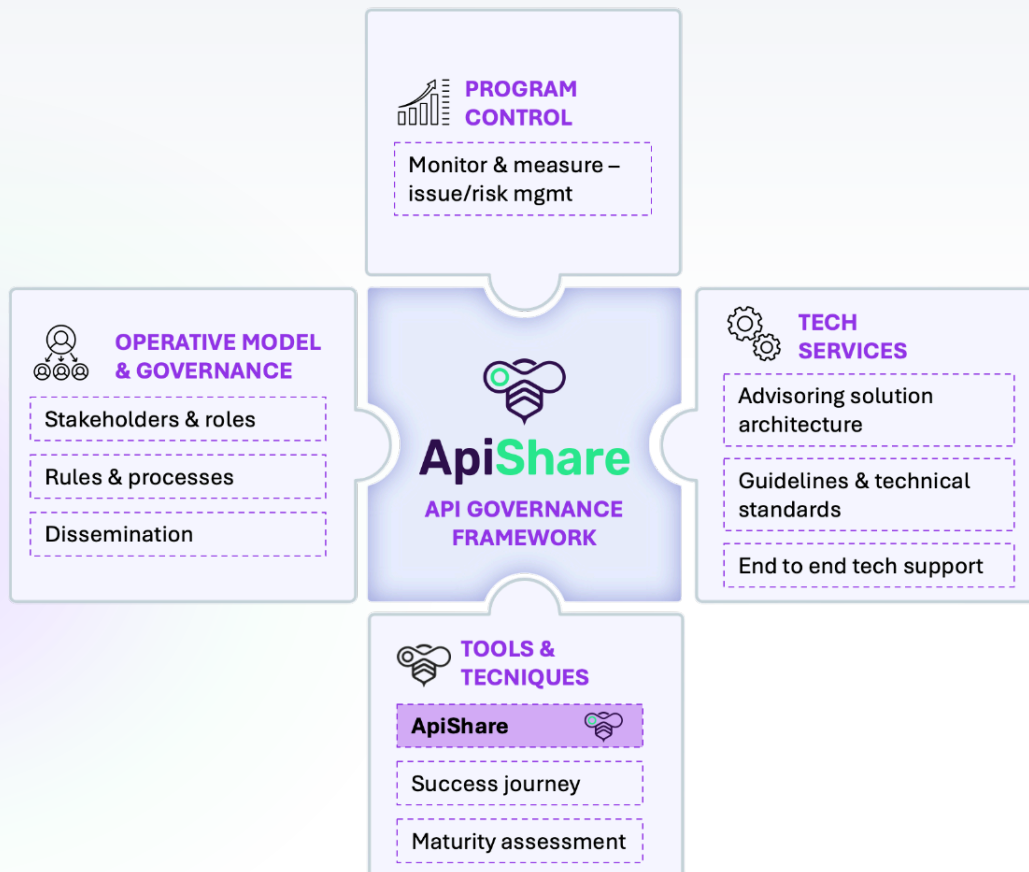 PROGRAM
CONTROL
Monitor & measure –
issue/risk mgmt
OPERATIVE MODEL
& GOVERNANCE
Stakeholders & roles
Rules & processes
Dissemination
ApiShare
API GOVERNANCE
FRAMEWORK
TECH
SERVICES
Advisoring solution
architecture
Guidelines & technical
standards
End to end tech support
TOOLS &
TECNIQUES
ApiShare
Success journey
Maturity assessment